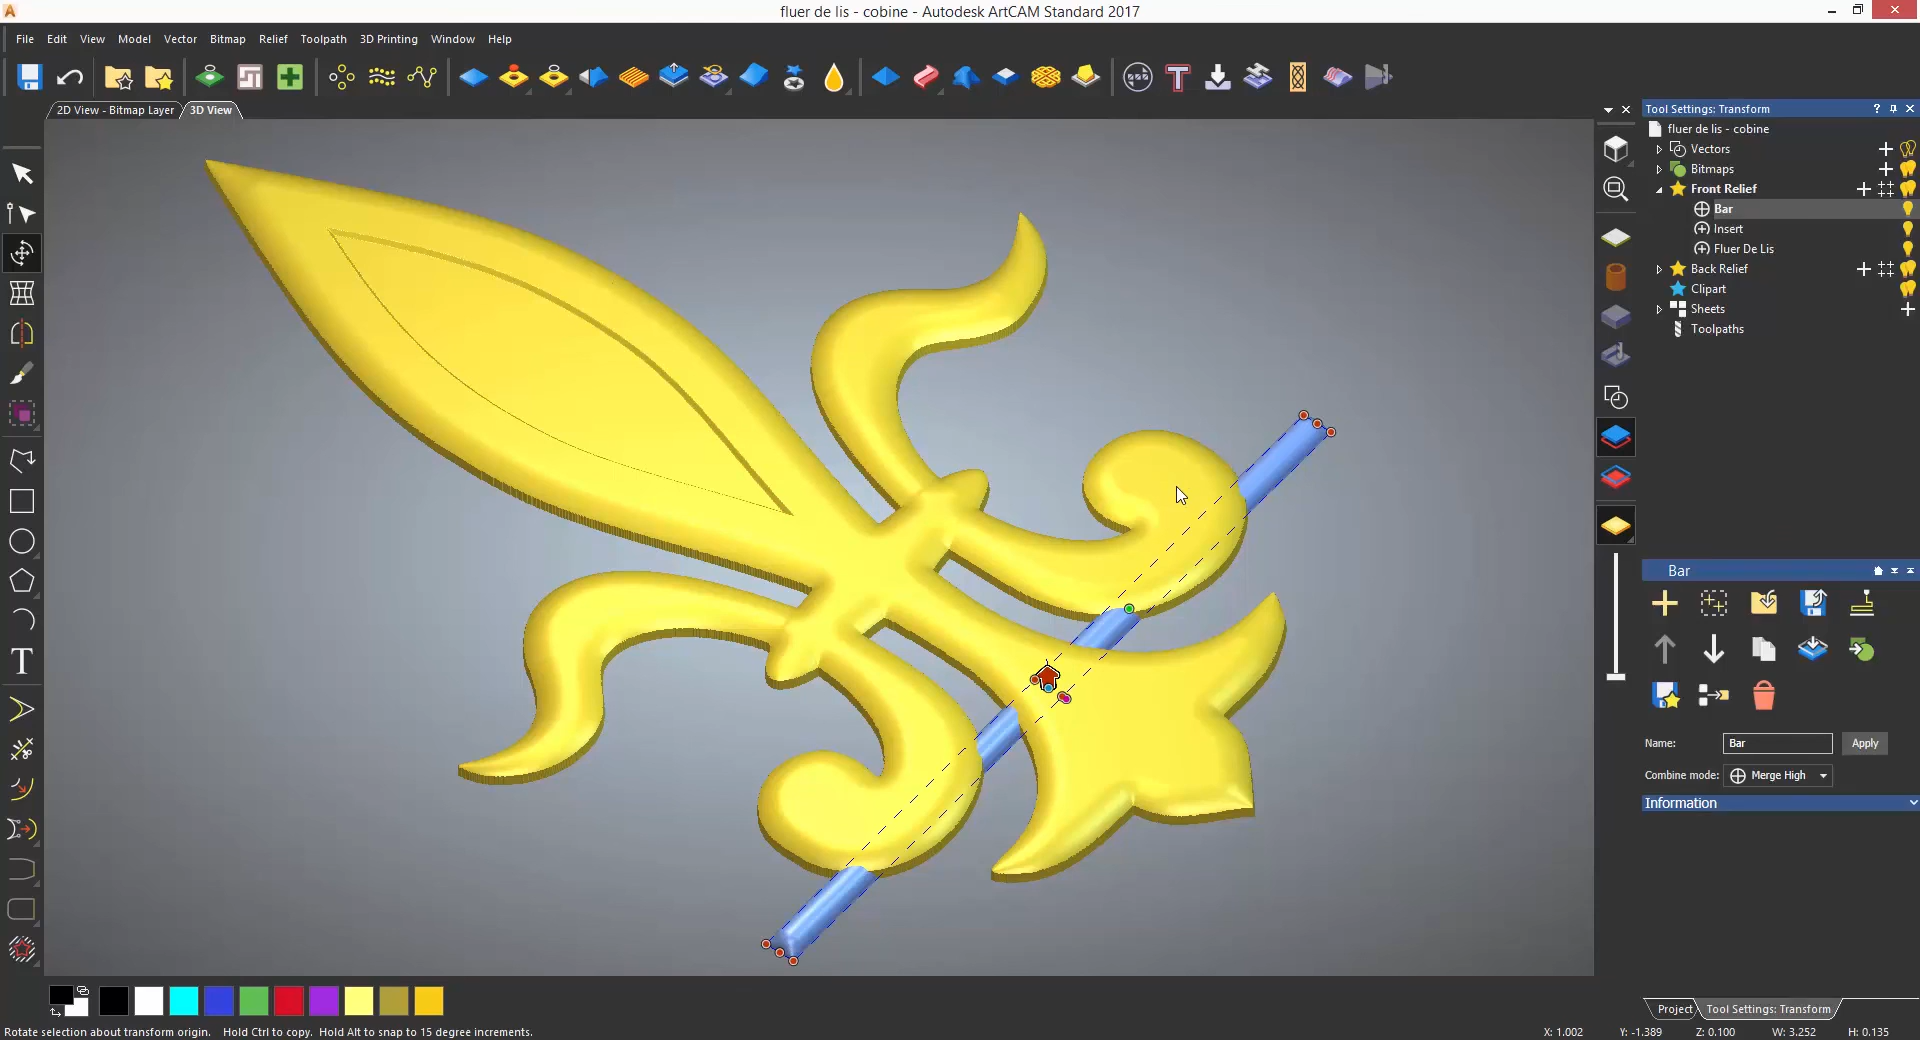 fluer de lis - cobine - Autodesk ArtCAM Standard 2017
File Edit View Model Vector Bitmap Relief Toolpath 3D Printing Window Help
2D View - Bitmap Layer 3D View
Tool Settings: Transform
fluer de lis - cobine
Vectors
Bitmaps
Front Relief
Bar
Insert
Fluer De Lis
Back Relief
Clipart
Sheets
Toolpaths
Bar
Name: Bar Apply
Combine mode: Merge High
Information
Project Tool Settings: Transform
Rotate selection about transform origin. Hold Ctrl to copy. Hold Alt to snap to 15 degree increments.
X: 1.002 Y: -1.389 Z: 0.100 W: 3.252 H: 0.135